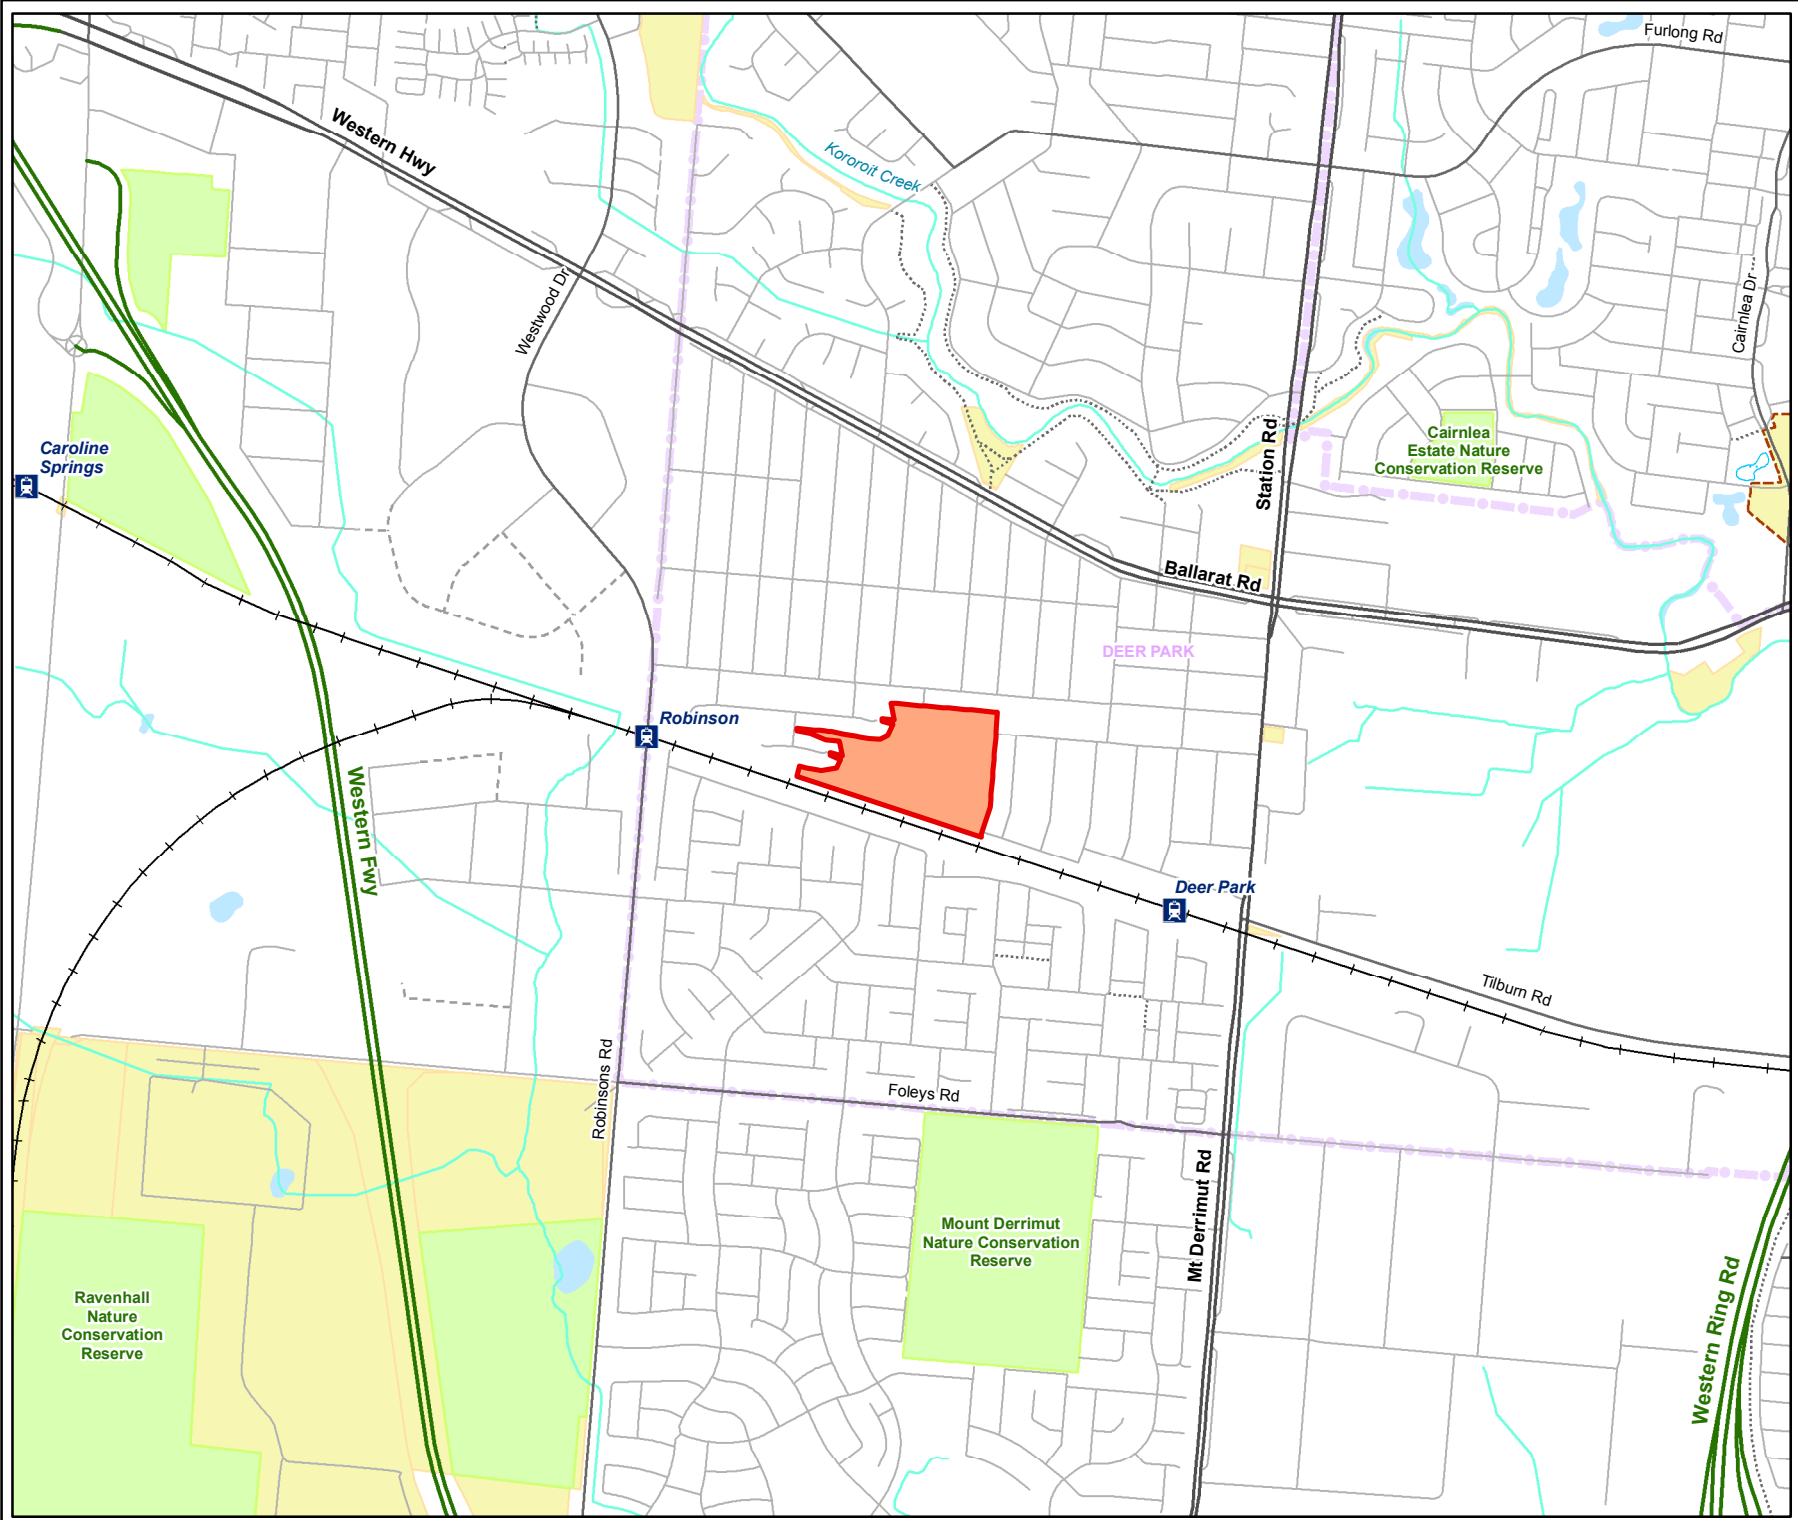 Furlong Rd
Western Hwy
Kororoit Creek
Westwood Dr
Cairnlea Dr
Caroline
Springs
Station Rd
Cairnlea
Estate Nature
Conservation Reserve
Ballarat Rd
DEER PARK
Robinson
Western Fwy
Deer Park
Tilburn Rd
Robinsons Rd
Foleys Rd
Mt Derrimut Rd
Mount Derrimut
Nature Conservation
Reserve
Western Ring Rd
Ravenhall
Nature
Conservation
Reserve